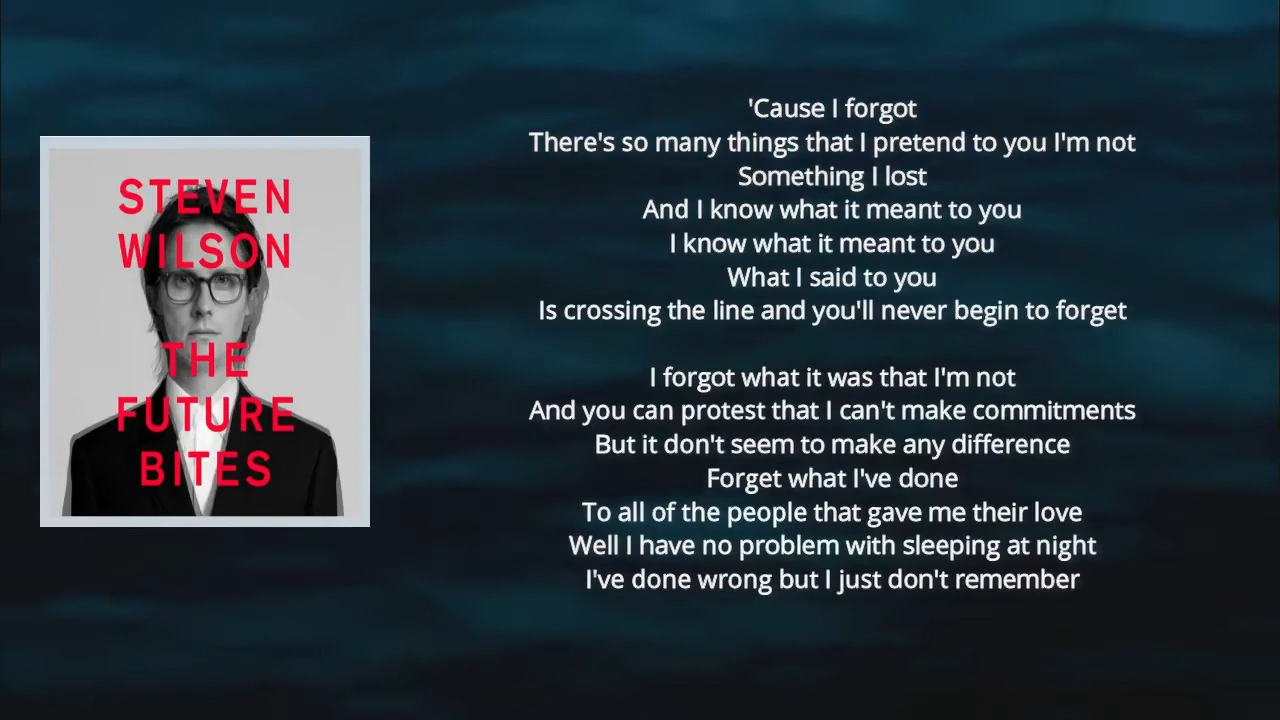 STEVEN
WILSON
THE
FUTURE
BITES
'Cause I forgot
There's so many things that I pretend to you I'm not
Something I lost
And I know what it meant to you
I know what it meant to you
What I said to you
Is crossing the line and you'll never begin to forget
I forgot what it was that I'm not
And you can protest that I can't make commitments
But it don't seem to make any difference
Forget what I've done
To all of the people that gave me their love
Well I have no problem with sleeping at night
I've done wrong but I just don't remember